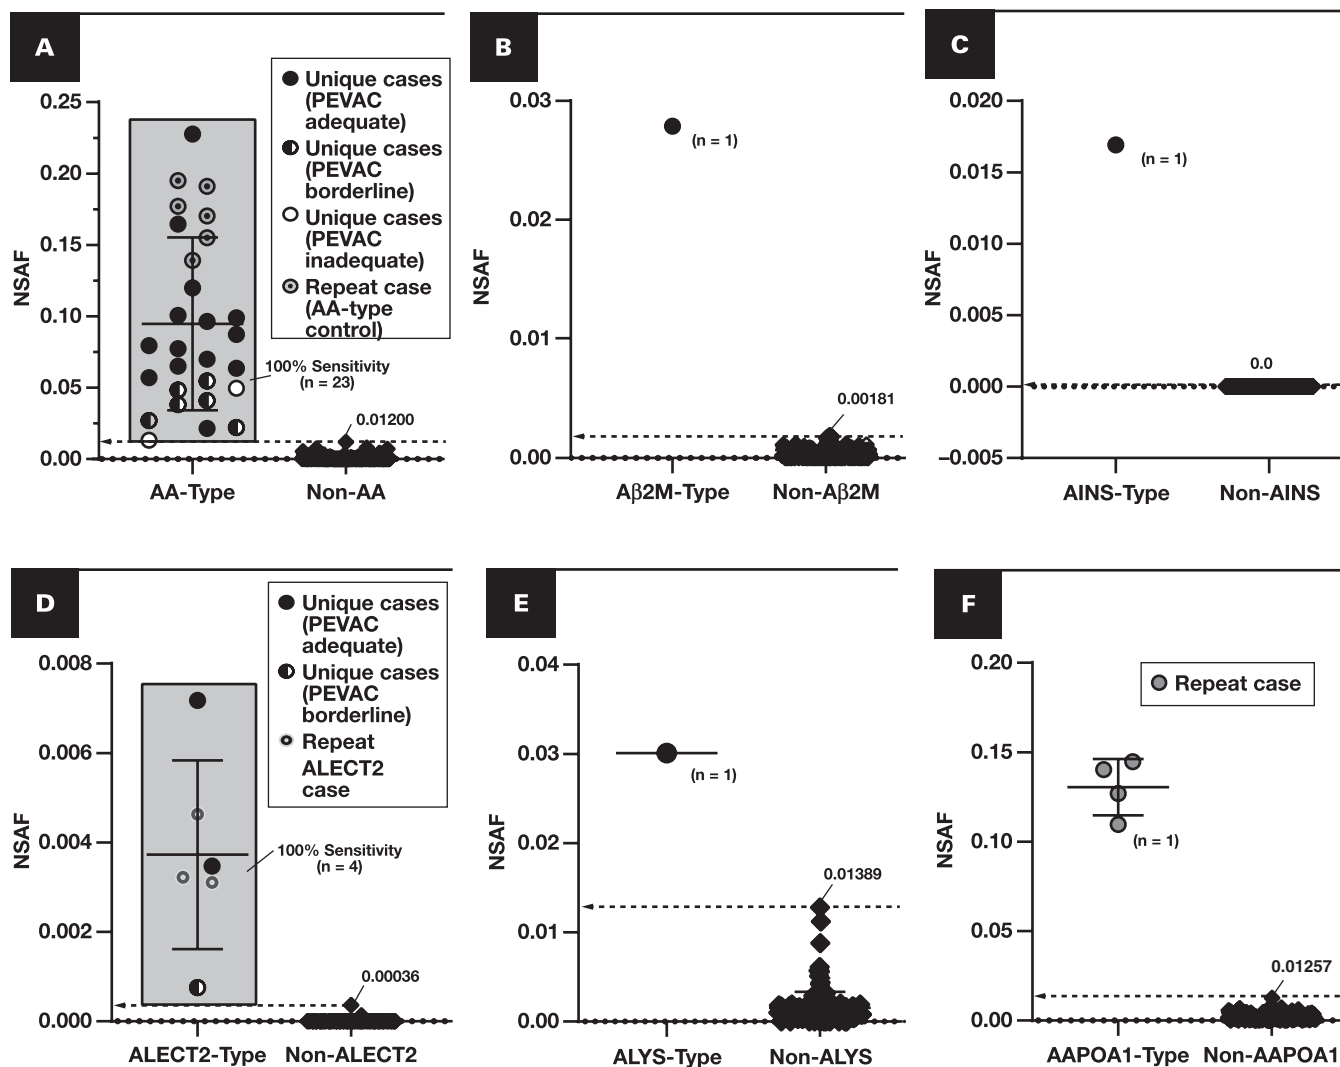 A
Unique cases
(PEVAC
adequate)
Unique cases
(PEVAC
borderline)
Unique cases
(PEVAC
inadequate)
Repeat case
(AA-type
control)
0.25
0.20
0.15
0.10
0.05
0.00
NSAF
100% Sensitivity
(n = 23)
0.01200
AA-Type
Non-AA
B
0.03
0.02
0.01
0.00
NSAF
(n = 1)
0.00181
Aβ2M-Type
Non-Aβ2M
C
0.020
0.015
0.010
0.005
0.000
−0.005
NSAF
(n = 1)
0.0
AINS-Type
Non-AINS
D
Unique cases
(PEVAC
adequate)
Unique cases
(PEVAC
borderline)
Repeat
ALECT2
case
0.008
0.006
0.004
0.002
0.000
NSAF
100% Sensitivity
(n = 4)
0.00036
ALECT2-Type
Non-ALECT2
E
0.04
0.03
0.02
0.01
0.00
NSAF
(n = 1)
0.01389
ALYS-Type
Non-ALYS
F
Repeat case
0.20
0.15
0.10
0.05
0.00
NSAF
(n = 1)
0.01257
AAPOA1-Type
Non-AAPOA1